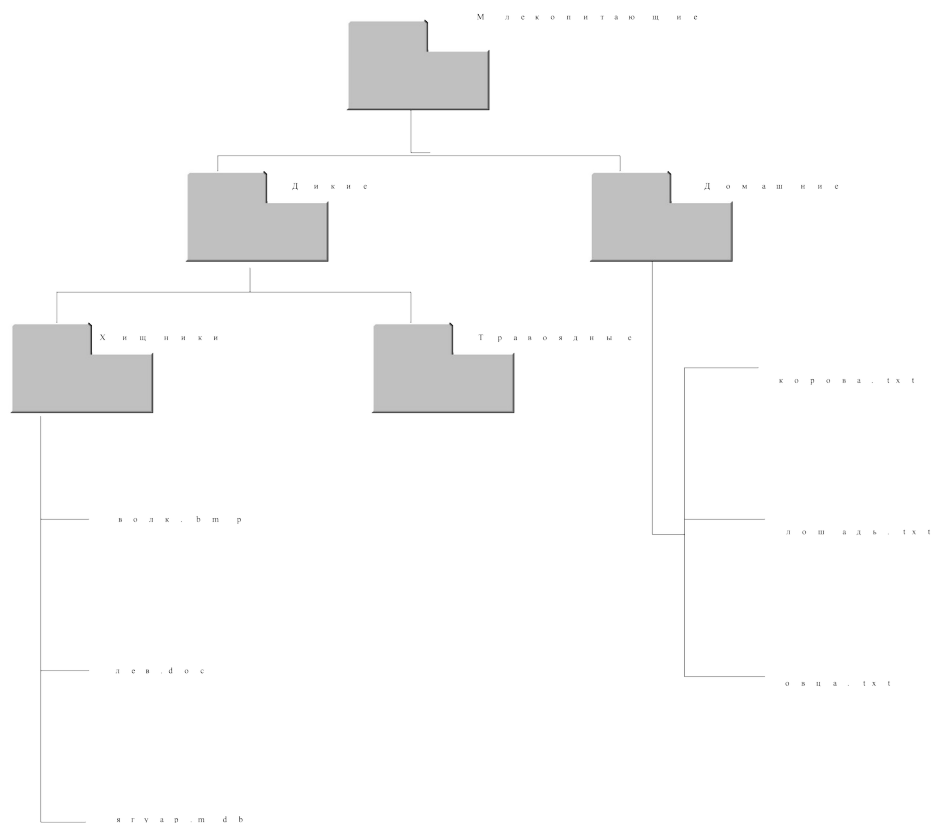 Млекопитающие
Дикие
Домашние
Хищники
Травоядные
корова.txt
волк.bmp
лошадь.txt
лев.doc
овца.txt
ягуар.mdb